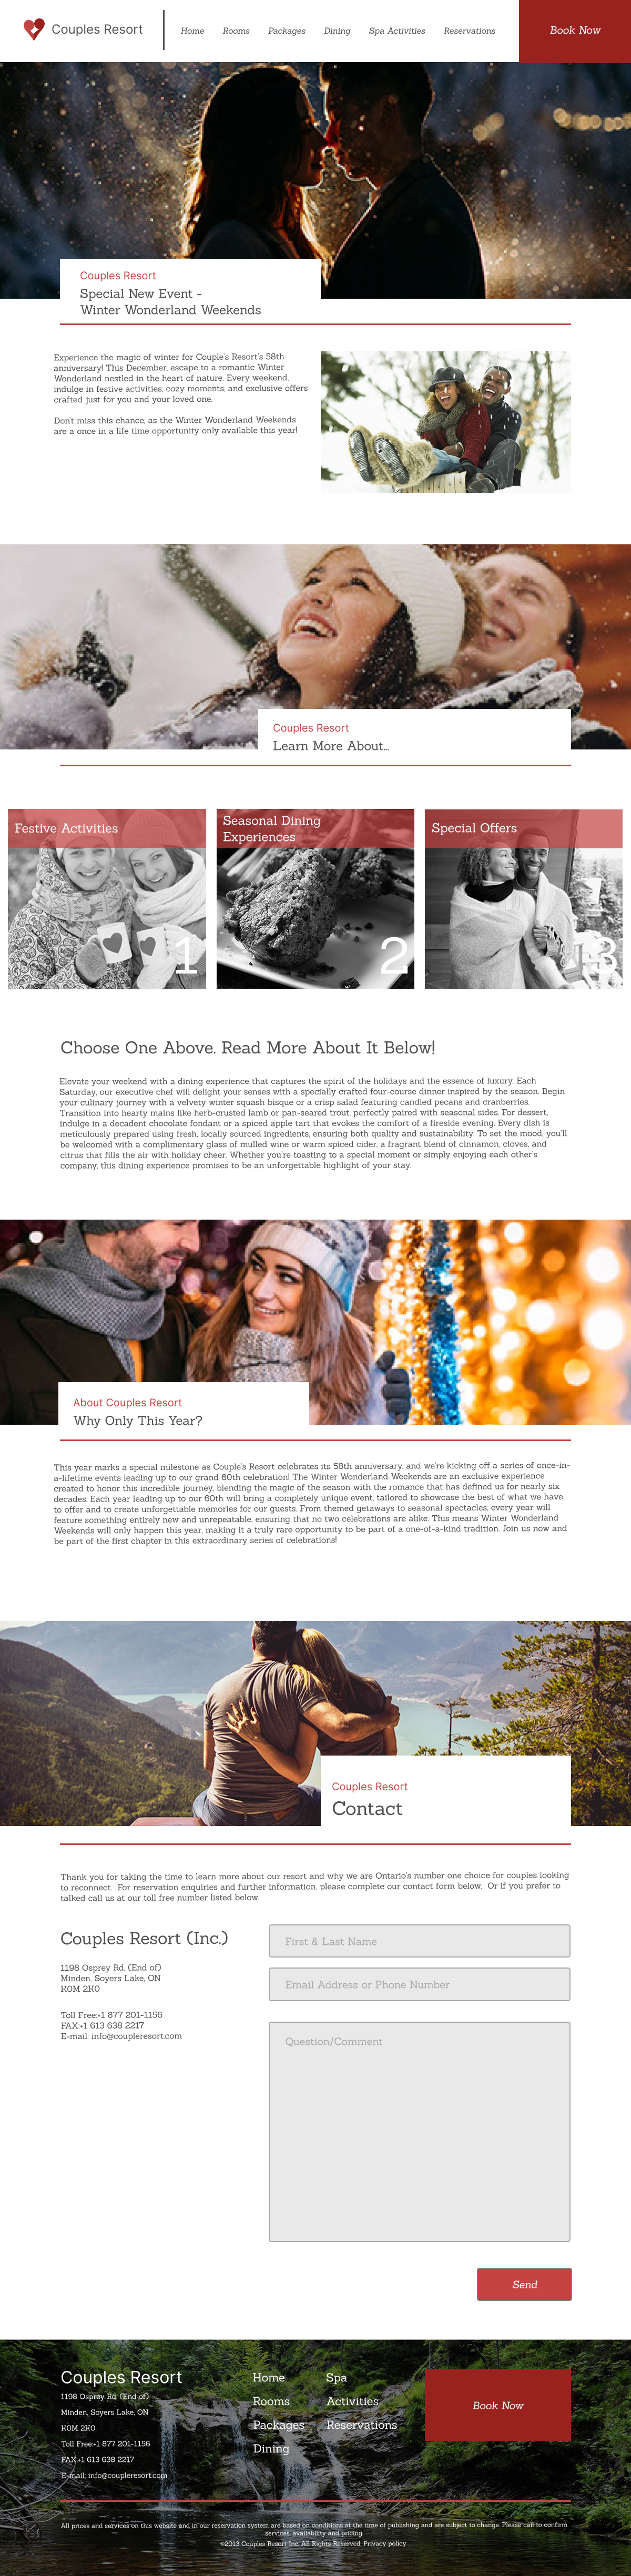 Couples Resort
Home Rooms Packages Dining Spa Activities Reservations
Book Now
Couples Resort
Special New Event -
Winter Wonderland Weekends
Experience the magic of winter for Couple's Resort's 58th
anniversary! This December, escape to a romantic Winter
Wonderland nestled in the heart of nature. Every weekend,
indulge in festive activities, cozy moments, and exclusive offers
crafted just for you and your loved one.
Don't miss this chance, as the Winter Wonderland Weekends
are a once in a life time opportunity only available this year!
Couples Resort
Learn More About...
Festive Activities
1
Seasonal Dining
Experiences
2
Special Offers
3
Choose One Above. Read More About It Below!
Elevate your weekend with a dining experience that captures the spirit of the holidays and the essence of luxury. Each
Saturday, our executive chef will delight your senses with a specially crafted four-course dinner inspired by the season. Begin
your culinary journey with a velvety winter squash bisque or a crisp salad featuring candied pecans and cranberries.
Transition into hearty mains like herb-crusted lamb or pan-seared trout, perfectly paired with seasonal sides. For dessert,
indulge in a decadent chocolate fondant or a spiced apple tart that evokes the comfort of a fireside evening. Every dish is
meticulously prepared using fresh, locally sourced ingredients, ensuring both quality and sustainability. To set the mood, you'll
be welcomed with a complimentary glass of mulled wine or warm spiced cider, a fragrant blend of cinnamon, cloves, and
citrus that fills the air with holiday cheer. Whether you're toasting to a special moment or simply enjoying each other's
company, this dining experience promises to be an unforgettable highlight of your stay.
About Couples Resort
Why Only This Year?
This year marks a special milestone as Couple's Resort celebrates its 58th anniversary, and we're kicking off a series of once-in-
a-lifetime events leading up to our grand 60th celebration! The Winter Wonderland Weekends are an exclusive experience
created to honor this incredible journey, blending the magic of the season with the romance that has defined us for nearly six
decades. Each year leading up to our 60th will bring a completely unique event, tailored to showcase the best of what we have
to offer and to create unforgettable memories for our guests. From themed getaways to seasonal spectacles, every year will
feature something entirely new and unrepeatable, ensuring that no two celebrations are alike. This means Winter Wonderland
Weekends will only happen this year, making it a truly rare opportunity to be part of a one-of-a-kind tradition. Join us now and
be part of the first chapter in this extraordinary series of celebrations!
Couples Resort
Contact
Thank you for taking the time to learn more about our resort and why we are Ontario's number one choice for couples looking
to reconnect. For reservation enquiries and further information, please complete our contact form below. Or if you prefer to
talked call us at our toll free number listed below.
Couples Resort (Inc.)
1198 Osprey Rd, (End of)
Minden, Soyers Lake, ON
K0M 2K0
Toll Free:+1 877 201-1156
FAX:+1 613 638 2217
E-mail: info@coupleresort.com
First & Last Name
Email Address or Phone Number
Question/Comment
Send
Couples Resort
1198 Osprey Rd, (End of)
Minden, Soyers Lake, ON
K0M 2K0
Toll Free:+1 877 201-1156
FAX:+1 613 638 2217
E-mail: info@coupleresort.com
Home
Rooms
Packages
Dining
Spa
Activities
Reservations
Book Now
All prices and services on this website and in our reservation system are based on conditions at the time of publishing and are subject to change. Please call to confirm
services, availability and pricing.
©2013 Couples Resort Inc. All Rights Reserved; Privacy policy